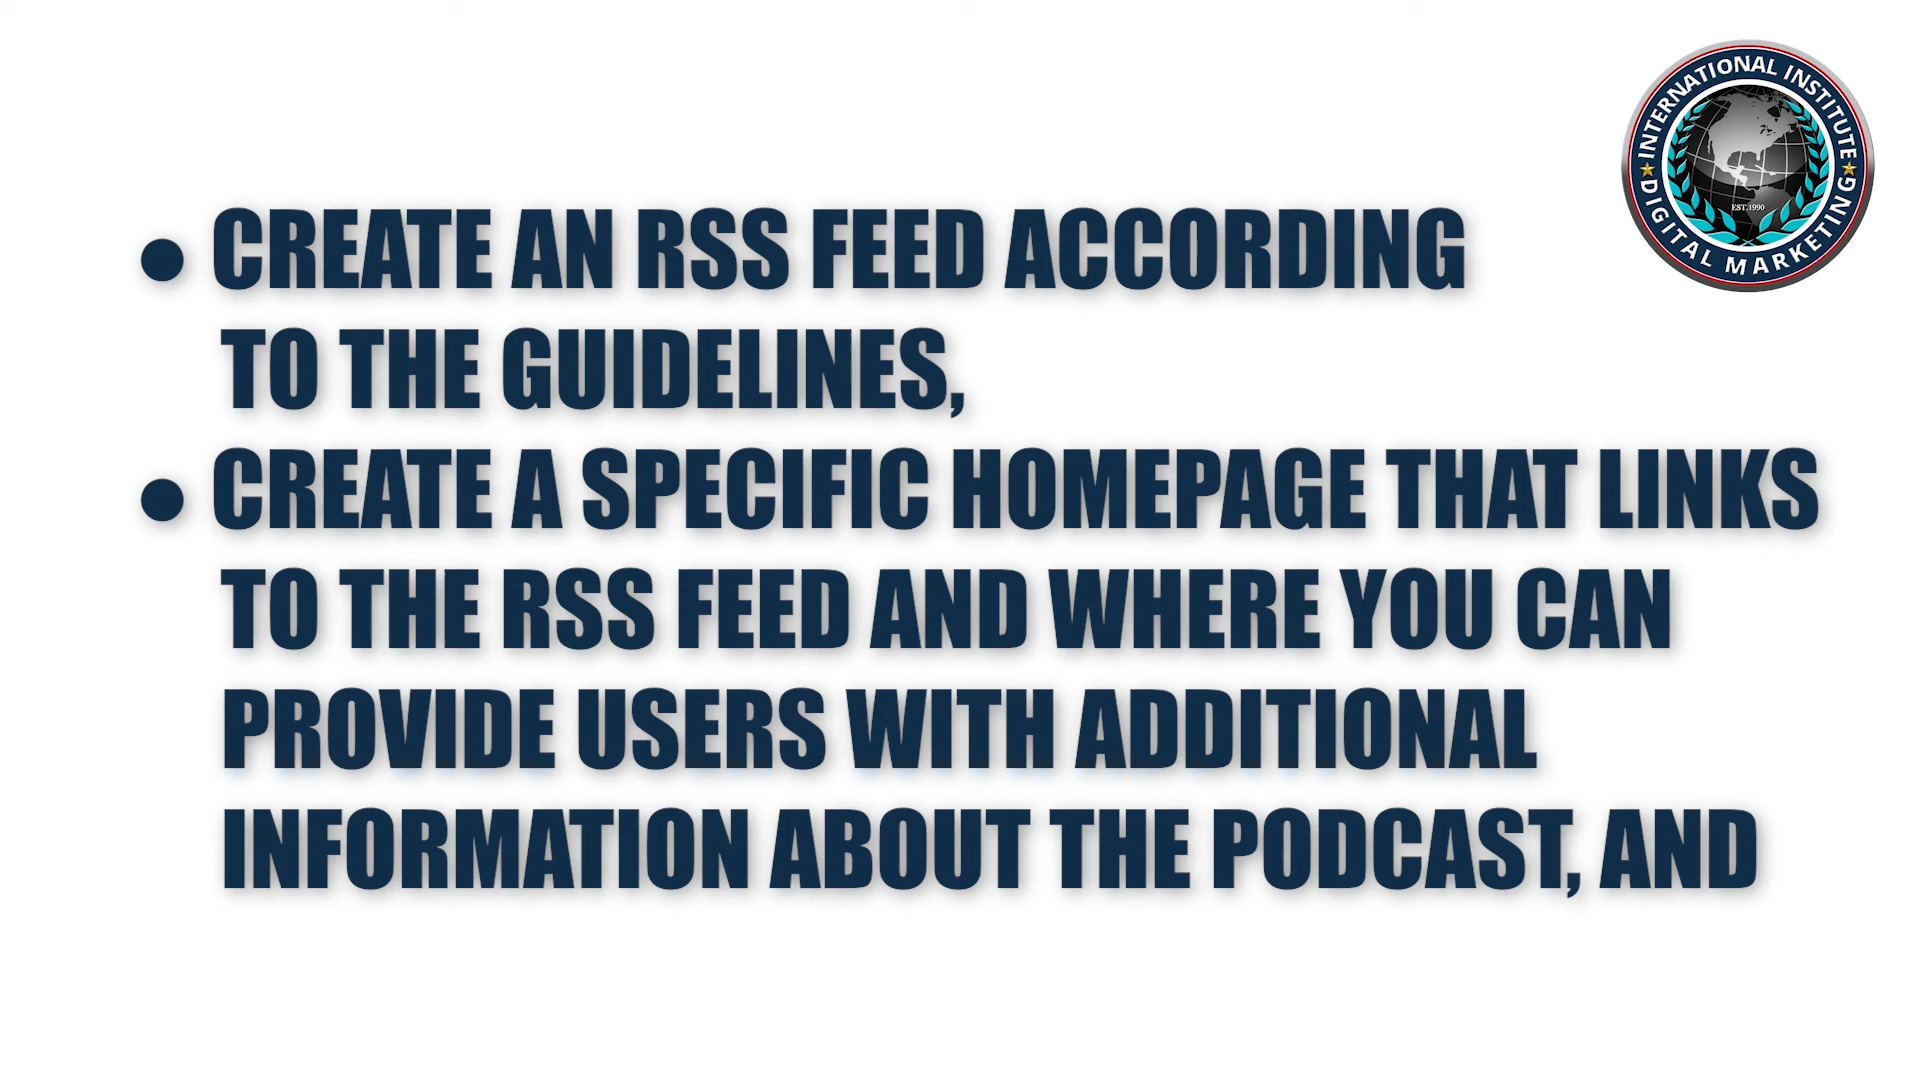 INTERNATIONAL INSTITUTE
DIGITAL MARKETING
EST.1990
• CREATE AN RSS FEED ACCORDING
TO THE GUIDELINES,
• CREATE A SPECIFIC HOMEPAGE THAT LINKS
TO THE RSS FEED AND WHERE YOU CAN
PROVIDE USERS WITH ADDITIONAL
INFORMATION ABOUT THE PODCAST, AND